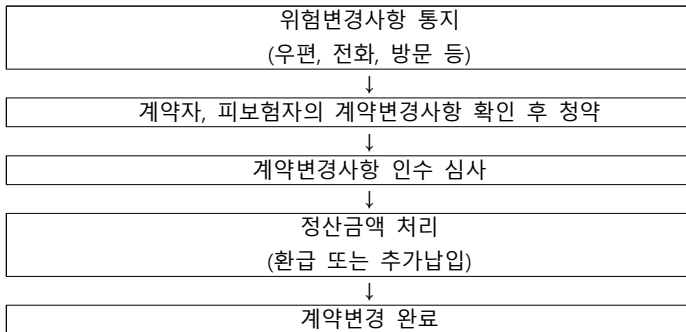 위험변경사항 통지
(우편, 전화, 방문 등)
↓
계약자, 피보험자의 계약변경사항 확인 후 청약
↓
계약변경사항 인수 심사
↓
정산금액 처리
(환급 또는 추가납입)
↓
계약변경 완료